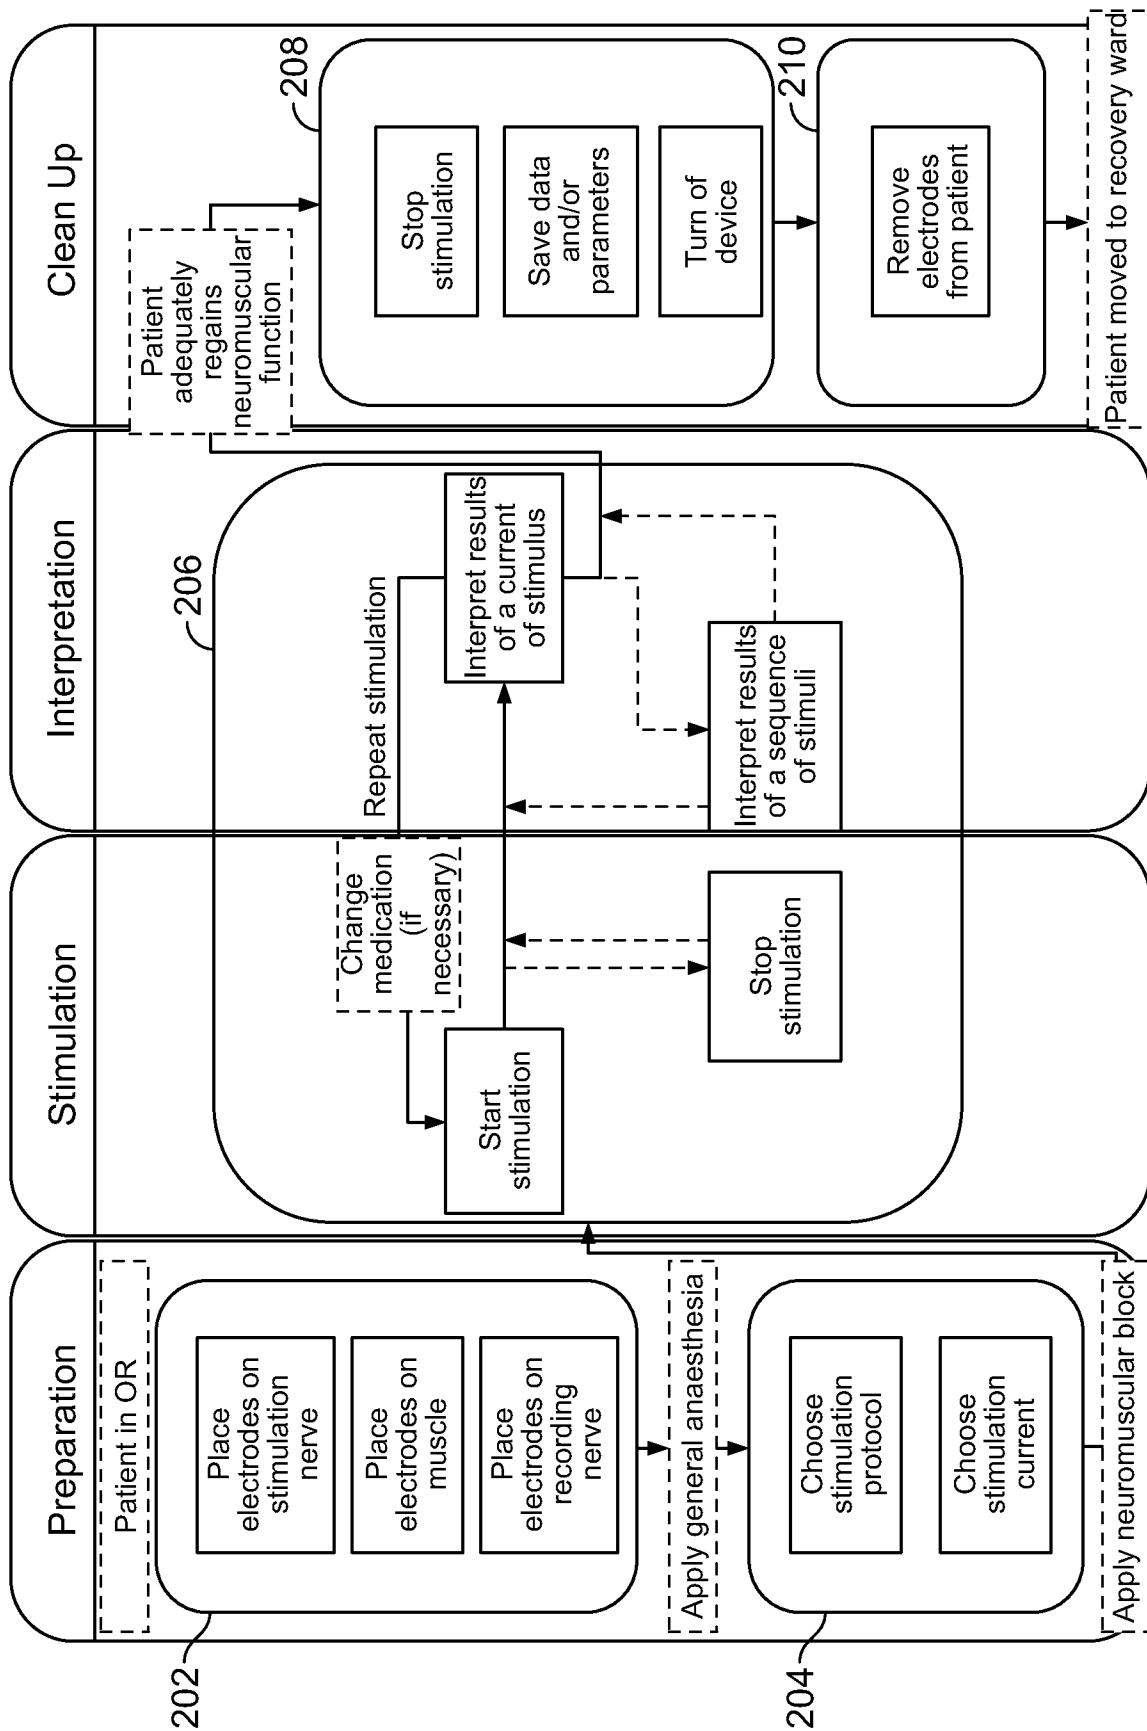 Preparation
Patient in OR
202
Place
electrodes on
stimulation
nerve
Place
electrodes on
muscle
Place
electrodes on
recording
nerve
Apply general anaesthesia
204
Choose
stimulation
protocol
Choose
stimulation
current
Apply neuromuscular block
Stimulation
Change
medication
(if
necessary)
Start
stimulation
Stop
stimulation
Interpretation
206
Repeat stimulation
Interpret results
of a current
of stimulus
Interpret results
of a sequence
of stimuli
Clean Up
Patient
adequately
regains
neuromuscular
function
208
Stop
stimulation
Save data
and/or
parameters
Turn of
device
210
Remove
electrodes
from patient
Patient moved to recovery ward